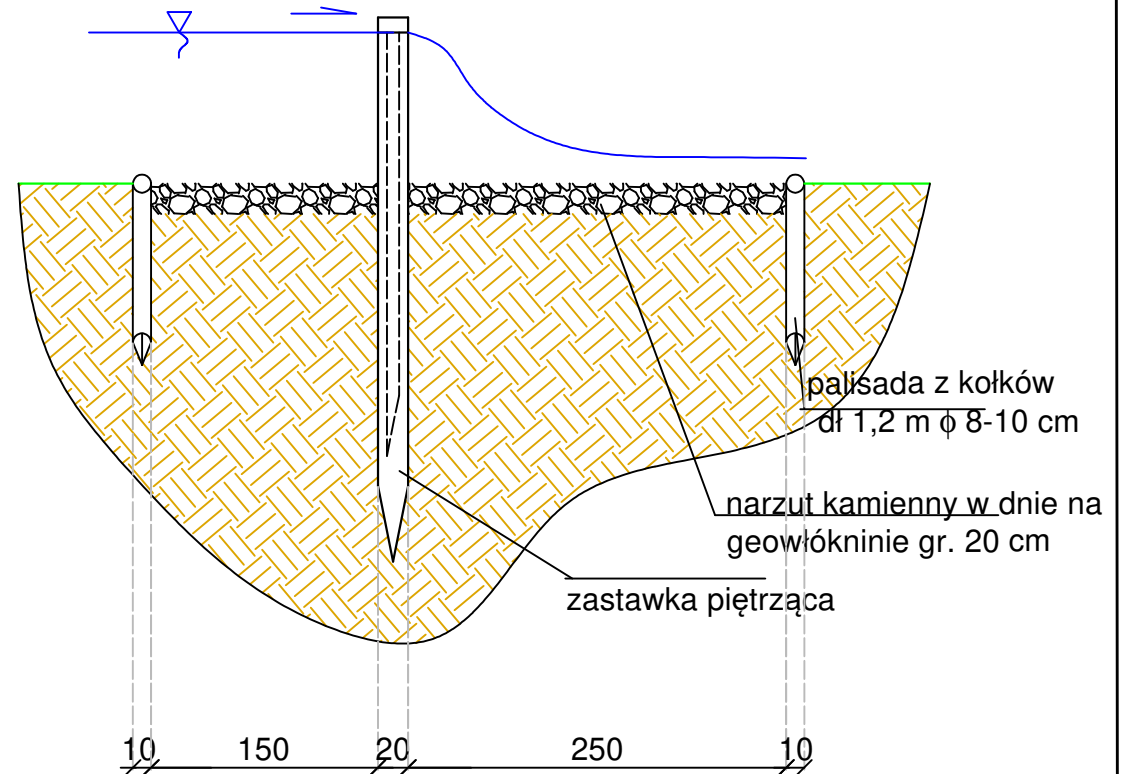 palisada z kołków
dł 1,2 m ϕ 8-10 cm
narzut kamienny w dnie na
geowłókninie gr. 20 cm
zastawka piętrząca
10 150 20 250 10